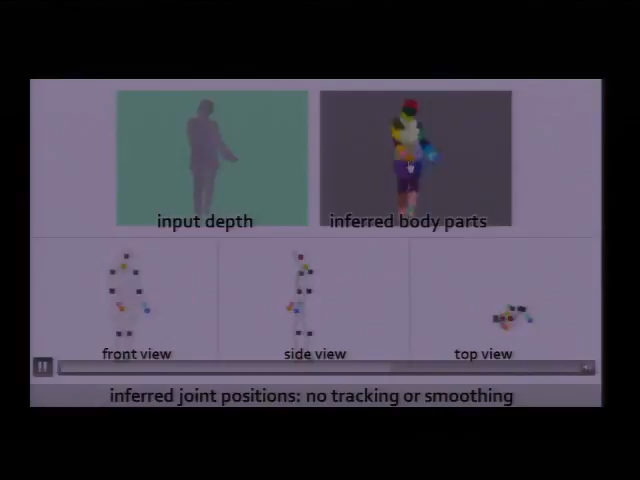 input depth
inferred body parts
front view
side view
top view
inferred joint positions: no tracking or smoothing